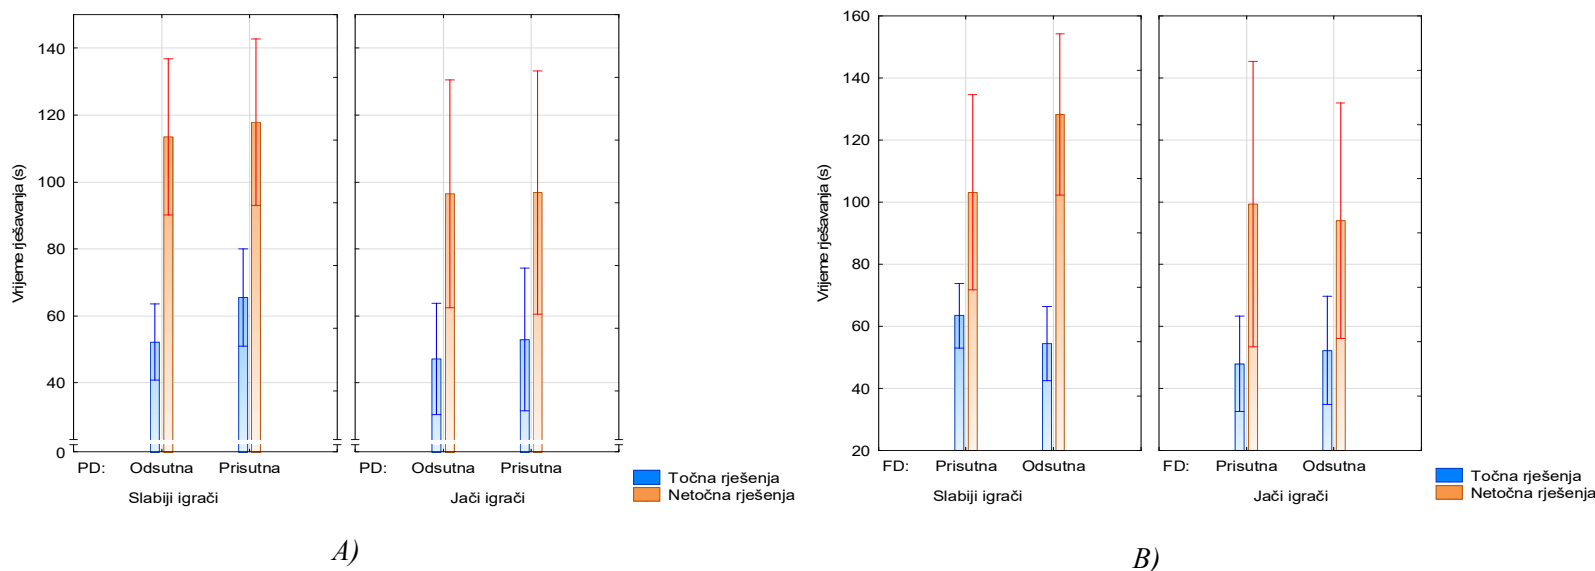 140
120
100
80
60
40
0
Vrijeme rješavanja (s)
PD: Odsutna Prisutna
Slabiji igrači
PD: Odsutna Prisutna
Jači igrači
Točna rješenja
Netočna rješenja
A)
160
140
120
100
80
60
40
20
Vrijeme rješavanja (s)
FD: Prisutna Odsutna
Slabiji igrači
FD: Prisutna Odsutna
Jači igrači
Točna rješenja
Netočna rješenja
B)